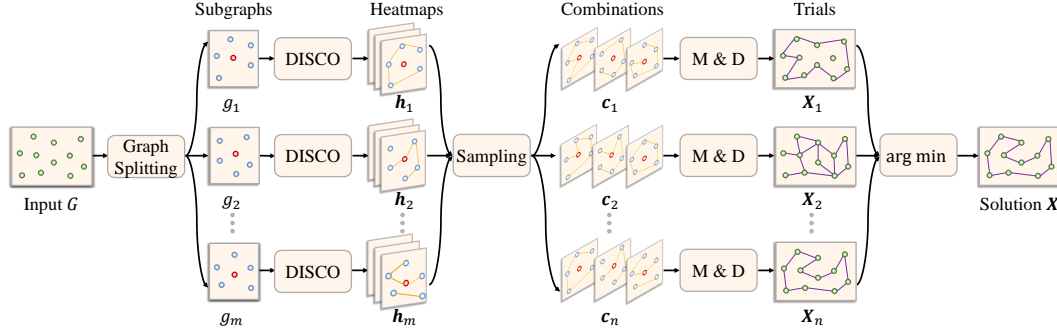 Subgraphs Heatmaps Combinations Trials
DISCO M & D
g₁ h₁ c₁ X₁
Graph Splitting
DISCO Sampling M & D arg min
Input G g₂ h₂ c₂ X₂ Solution X
DISCO M & D
gₘ hₘ cₙ Xₙ